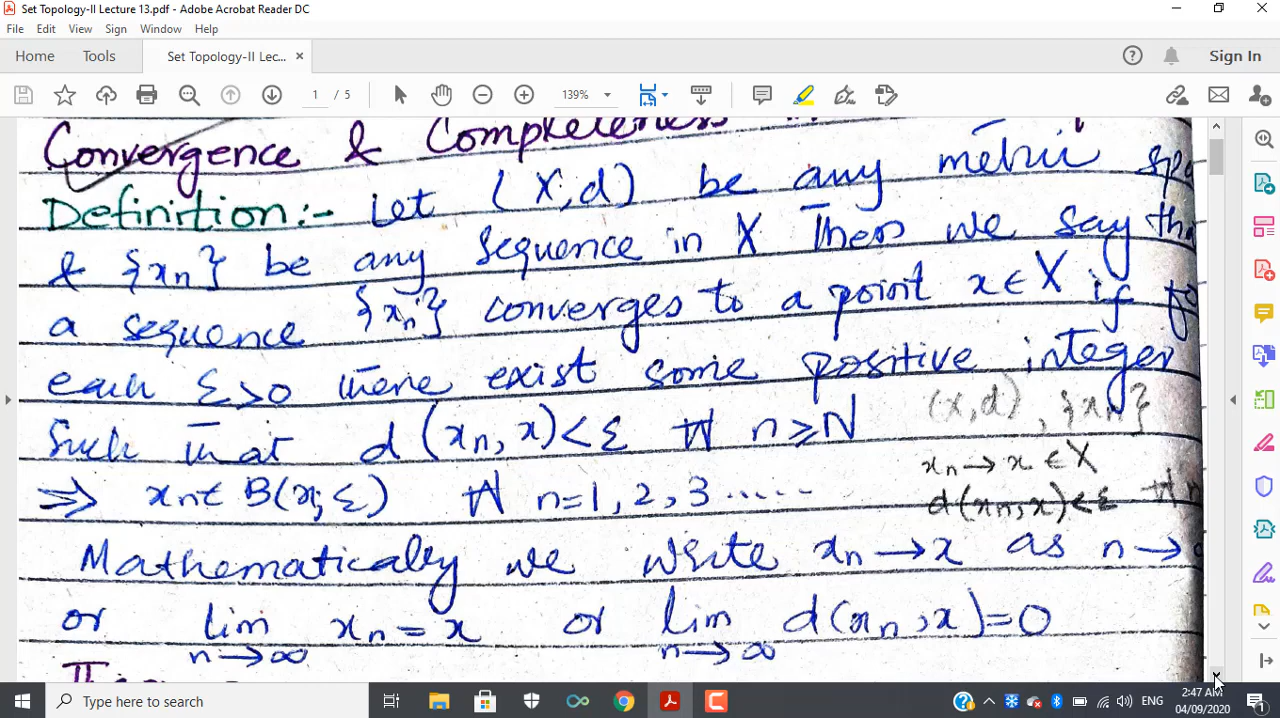 Set Topology-II Lecture 13.pdf - Adobe Acrobat Reader DC
File Edit View Sign Window Help
Home Tools Set Topology-II Lec... × Sign In
1 / 5 139%
Convergence & Completeness
Definition:- Let (X,d) be any metric spa
& {xn} be any sequence in X Then we say tha
a sequence {xn} converges to a point x∈X if fo
each ε>0 there exist some positive integer
Such that d(xn,x)<ε ∀ n≥N
(X,d), {xn}
⇒ xn∈ B(x;ε) ∀ n=1,2,3.....
xn→x ∈X
d(xn,x)<ε ∀ n
Mathematically we write xn→x as n→
or lim xn=x or lim d(xn,x)=0
n→∞ n→∞
Type here to search
ENG
2:47 AM
04/09/2020
1